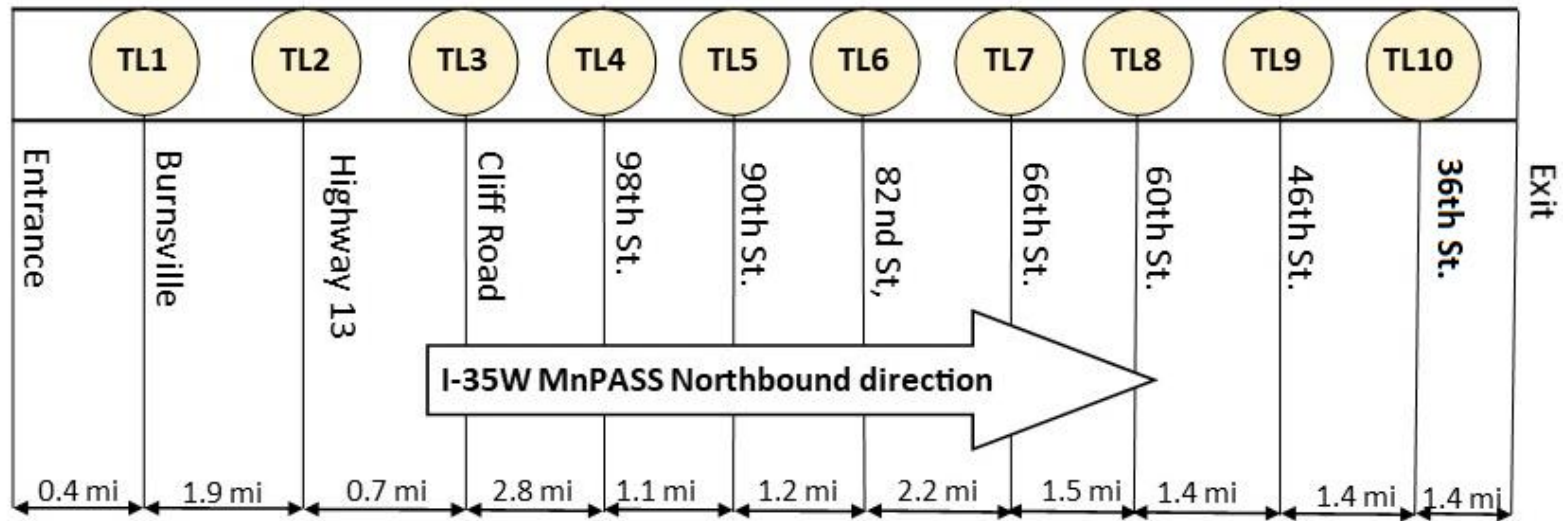 TL1 TL2 TL3 TL4 TL5 TL6 TL7 TL8 TL9 TL10
Entrance
Burnsville
Highway 13
Cliff Road
98th St.
90th St.
82nd St,
66th St.
60th St.
46th St.
36th St.
Exit
I-35W MnPASS Northbound direction
0.4 mi 1.9 mi 0.7 mi 2.8 mi 1.1 mi 1.2 mi 2.2 mi 1.5 mi 1.4 mi 1.4 mi 1.4 mi